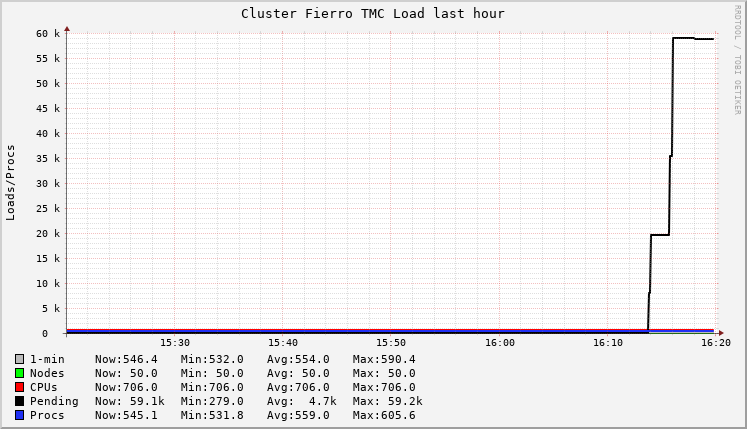 Cluster Fierro TMC Load last hour
RRDTOOL / TOBI OETIKER
Loads/Procs
60 k
55 k
50 k
45 k
40 k
35 k
30 k
25 k
20 k
15 k
10 k
5 k
0
15:30 15:40 15:50 16:00 16:10 16:20
1-min Now:546.4 Min:532.0 Avg:554.0 Max:590.4
Nodes Now: 50.0 Min: 50.0 Avg: 50.0 Max: 50.0
CPUs Now:706.0 Min:706.0 Avg:706.0 Max:706.0
Pending Now: 59.1k Min:279.0 Avg: 4.7k Max: 59.2k
Procs Now:545.1 Min:531.8 Avg:559.0 Max:605.6